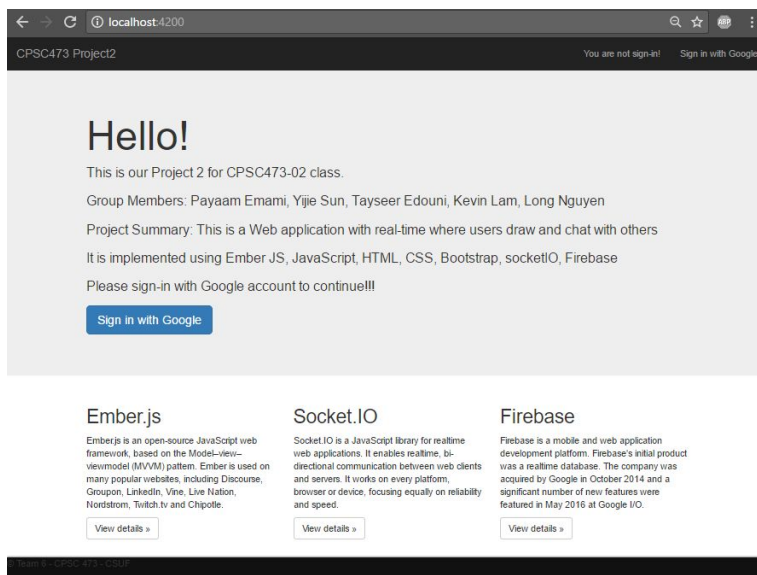 localhost:4200
ABP
CPSC473 Project2
You are not sign-in!
Sign in with Google
Hello!
This is our Project 2 for CPSC473-02 class.
Group Members: Payaam Emami, Yijie Sun, Tayseer Edouni, Kevin Lam, Long Nguyen
Project Summary: This is a Web application with real-time where users draw and chat with others
It is implemented using Ember JS, JavaScript, HTML, CSS, Bootstrap, socketIO, Firebase
Please sign-in with Google account to continue!!!
Sign in with Google
Ember.js
Ember.js is an open-source JavaScript web
framework, based on the Model–view–
viewmodel (MVVM) pattern. Ember is used on
many popular websites, including Discourse,
Groupon, LinkedIn, Vine, Live Nation,
Nordstrom, Twitch.tv and Chipotle.
View details »
Socket.IO
Socket.IO is a JavaScript library for realtime
web applications. It enables realtime, bi-
directional communication between web clients
and servers. It works on every platform,
browser or device, focusing equally on reliability
and speed.
View details »
Firebase
Firebase is a mobile and web application
development platform. Firebase's initial product
was a realtime database. The company was
acquired by Google in October 2014 and a
significant number of new features were
featured in May 2016 at Google I/O.
View details »
© Team 6 - CPSC 473 - CSUF